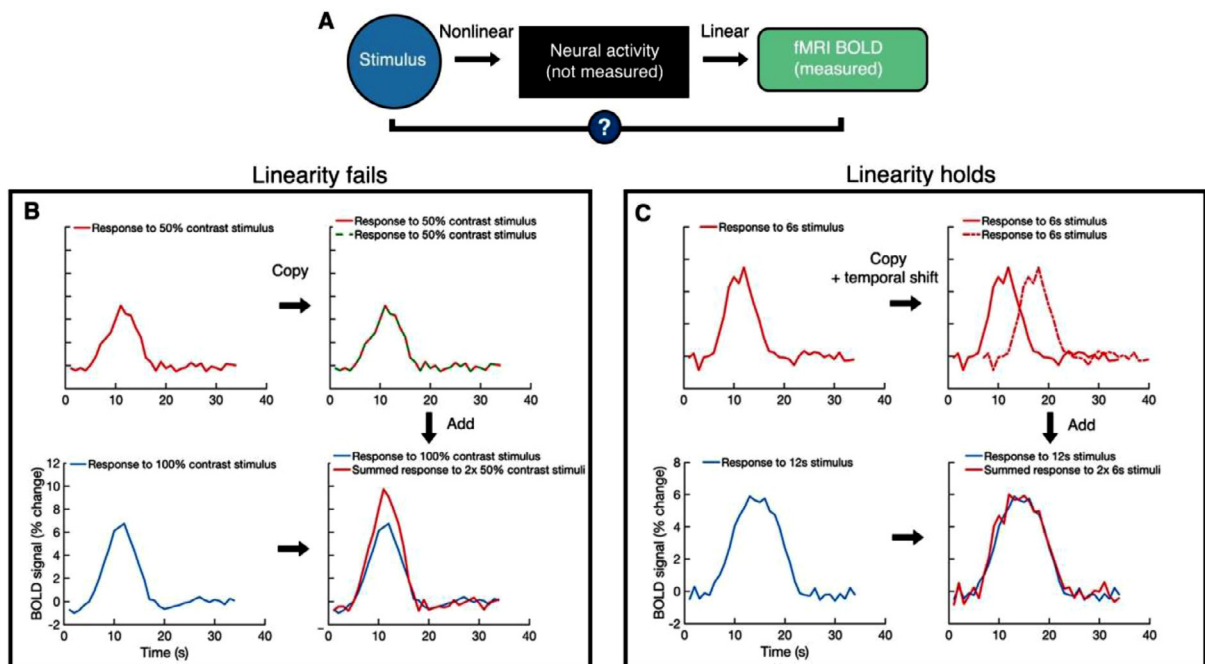 A
Stimulus
Nonlinear
Neural activity
(not measured)
Linear
fMRI BOLD
(measured)
?
Linearity fails
B
Response to 50% contrast stimulus
Copy
Response to 50% contrast stimulus
Response to 50% contrast stimulus
0 10 20 30 40
0 10 20 30 40
Add
BOLD signal (% change)
12
10
8
6
4
2
0
-2
Response to 100% contrast stimulus
0 10 20 30 40
Time (s)
Response to 100% contrast stimulus
Summed response to 2x 50% contrast stimuli
–
0 10 20 30 40
Linearity holds
C
Response to 6s stimulus
Copy
+ temporal shift
Response to 6s stimulus
Response to 6s stimulus
0 10 20 30 40
0 10 20 30 40
Add
BOLD signal (% change)
8
6
4
2
0
-2
Response to 12s stimulus
0 10 20 30 40
Time (s)
Response to 12s stimulus
Summed response to 2x 6s stimuli
0 10 20 30 40